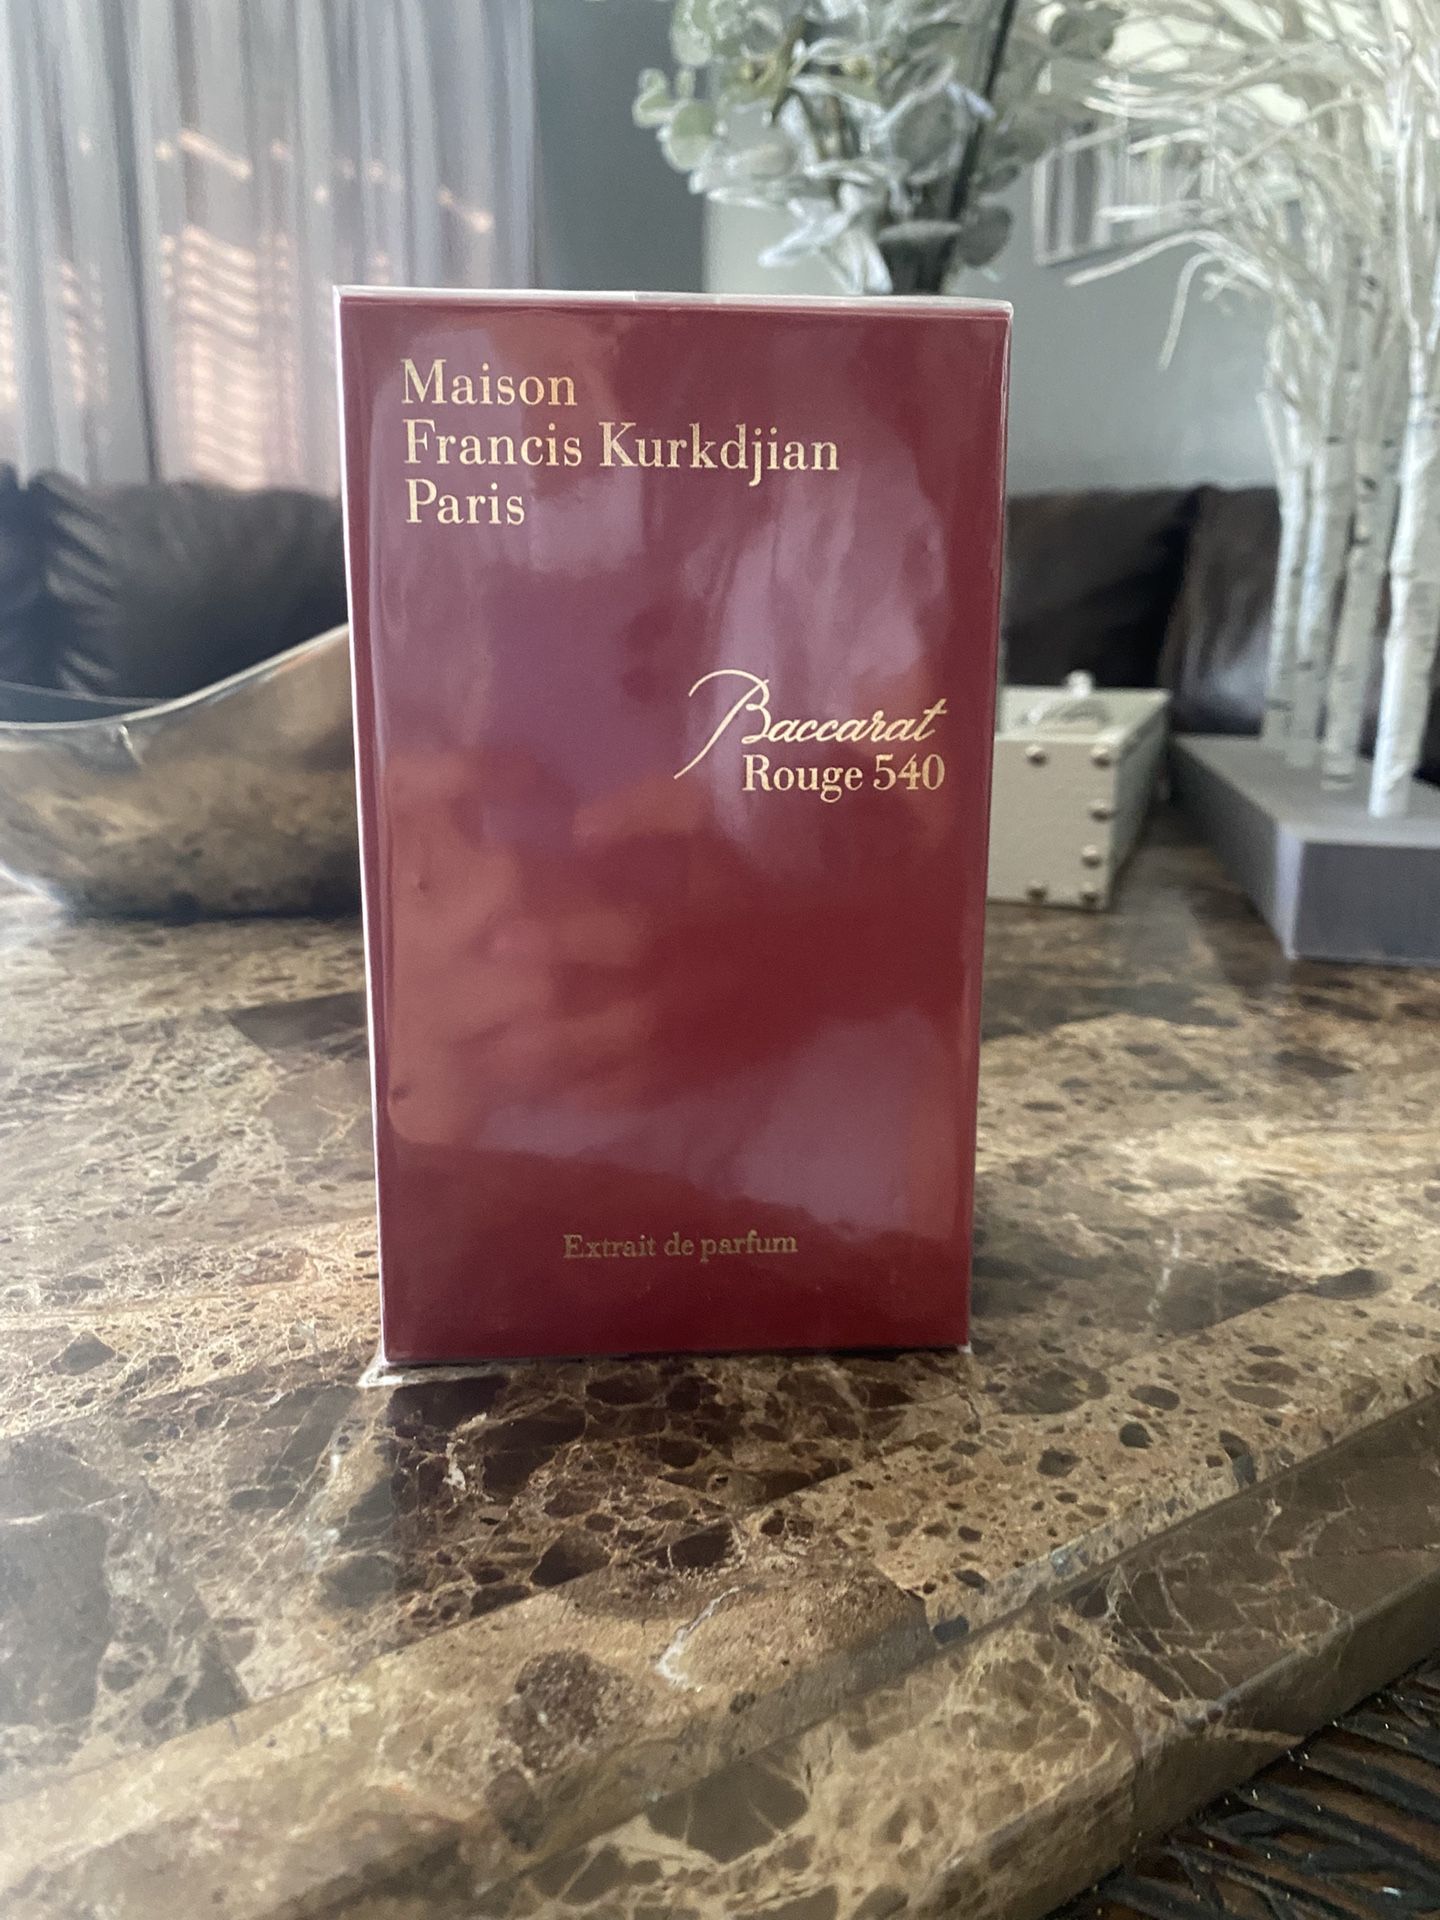 Maison
Francis Kurkdjian
Paris
Baccarat
Rouge 540
Extrait de parfum